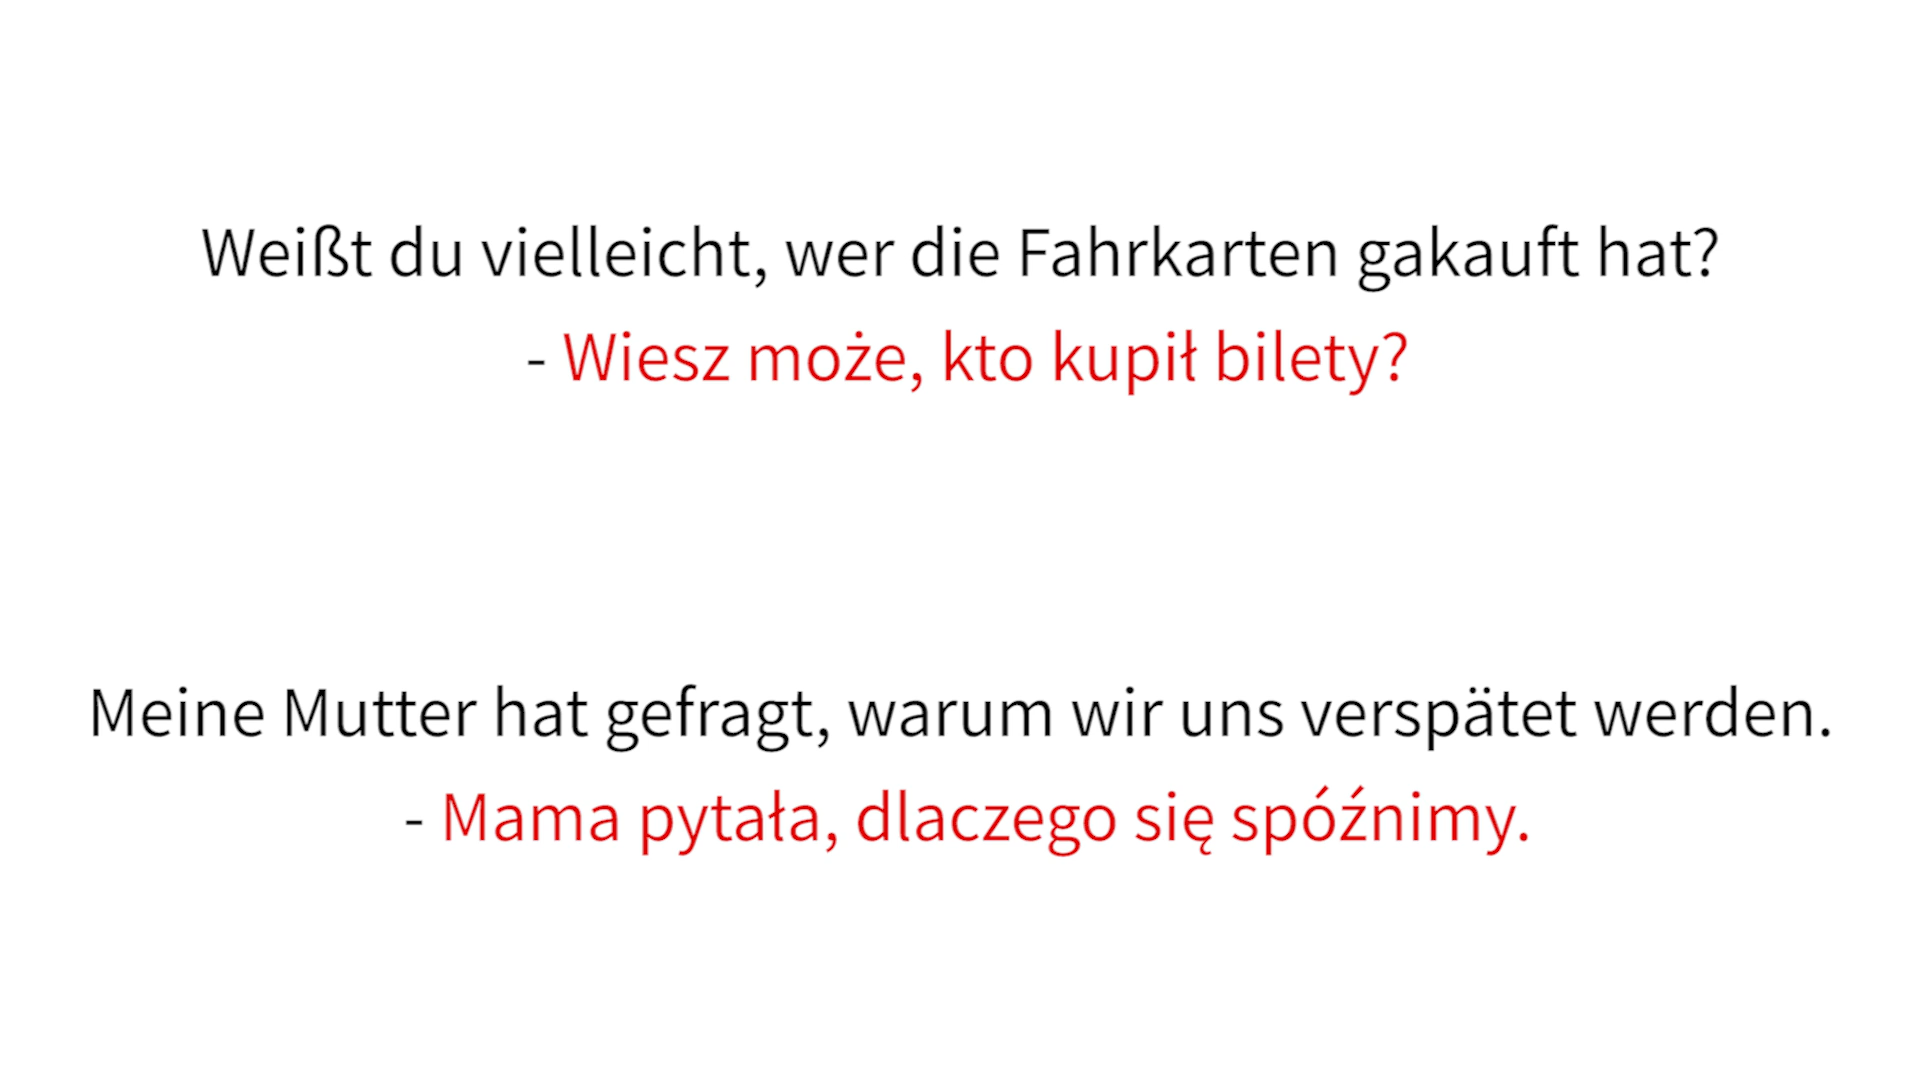 Weißt du vielleicht, wer die Fahrkarten gakauft hat?
- Wiesz może, kto kupił bilety?
Meine Mutter hat gefragt, warum wir uns verspätet werden.
- Mama pytała, dlaczego się spóźnimy.